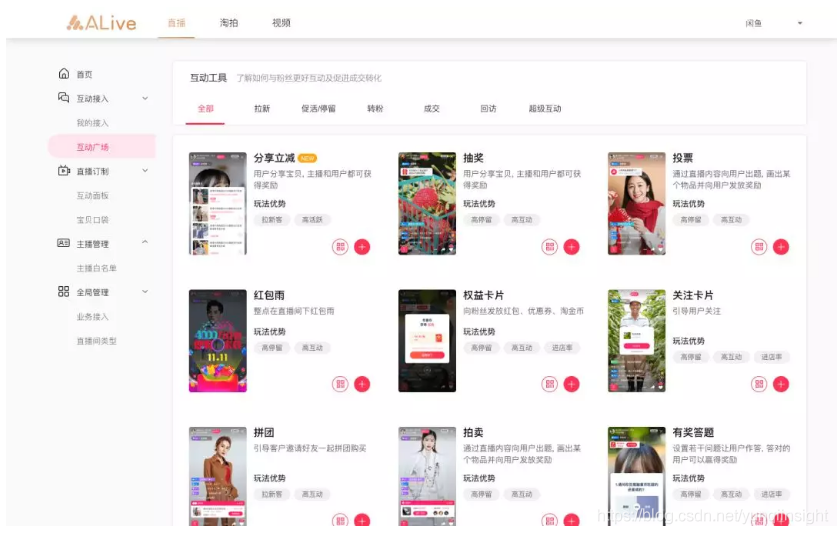 ALive
直播
淘拍
视频
闲鱼
首页
互动接入
我的接入
互动广场
直播订制
互动面板
宝贝口袋
主播管理
主播白名单
全局管理
业务接入
直播间类型
互动工具 了解如何与粉丝更好互动及促进成交转化
全部
拉新
促活/停留
转粉
成交
回访
超级互动
分享立减 NEW
用户分享宝贝, 主播和用户都可获
得奖励
玩法优势
拉新客 高活跃
抽奖
用户分享宝贝, 主播和用户都可获
得奖励
玩法优势
高停留 高互动
投票
通过直播内容向用户出题, 画出某
个物品并向用户发放奖励
玩法优势
高停留 高互动
红包雨
整点在直播间下红包雨
玩法优势
高停留 高互动
权益卡片
向粉丝发放红包、优惠券、淘金币
玩法优势
高停留 高互动 进店率
关注卡片
引导用户关注
玩法优势
高停留 高互动 进店率
11.11
拼团
引导客户邀请好友一起拼团购买
玩法优势
拉新客 高互动
拍卖
通过直播内容向用户出题, 画出某
个物品并向用户发放奖励
玩法优势
高停留 高互动
有奖答题
设置若干问题让用户作答, 答对的
用户可以赢得奖励
玩法优势
高停留 高互动 进店率
https://blog.csdn.net/yunqiinsight